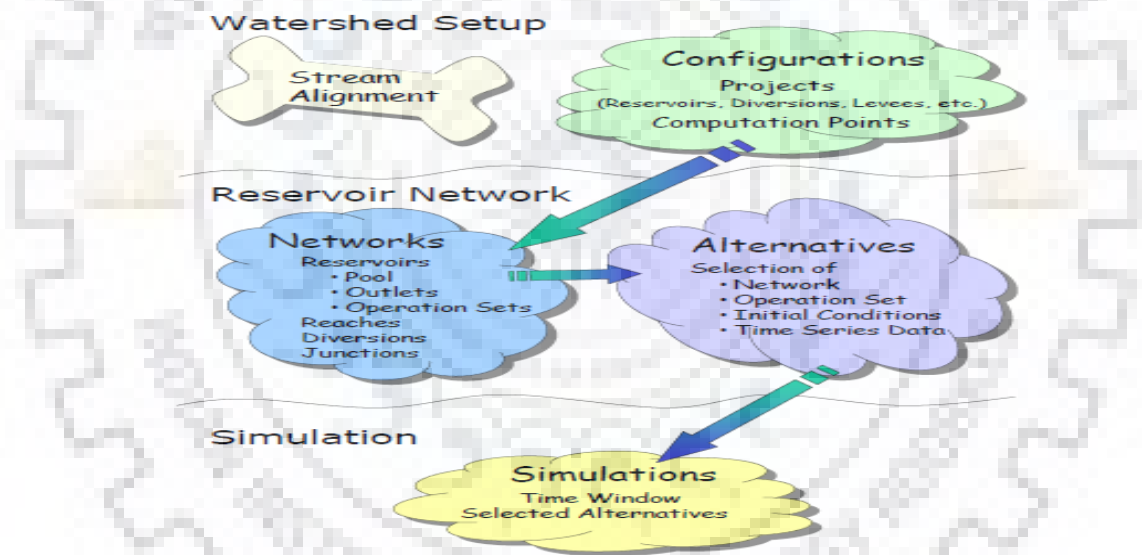 Watershed Setup
Stream
Alignment
Configurations
Projects
(Reservoirs, Diversions, Levees, etc.)
Computation Points
Reservoir Network
Networks
Reservoirs
• Pool
• Outlets
• Operation Sets
Reaches
Diversions
Junctions
Alternatives
Selection of
• Network
• Operation Set
• Initial Conditions
• Time Series Data
Simulation
Simulations
Time Window
Selected Alternatives